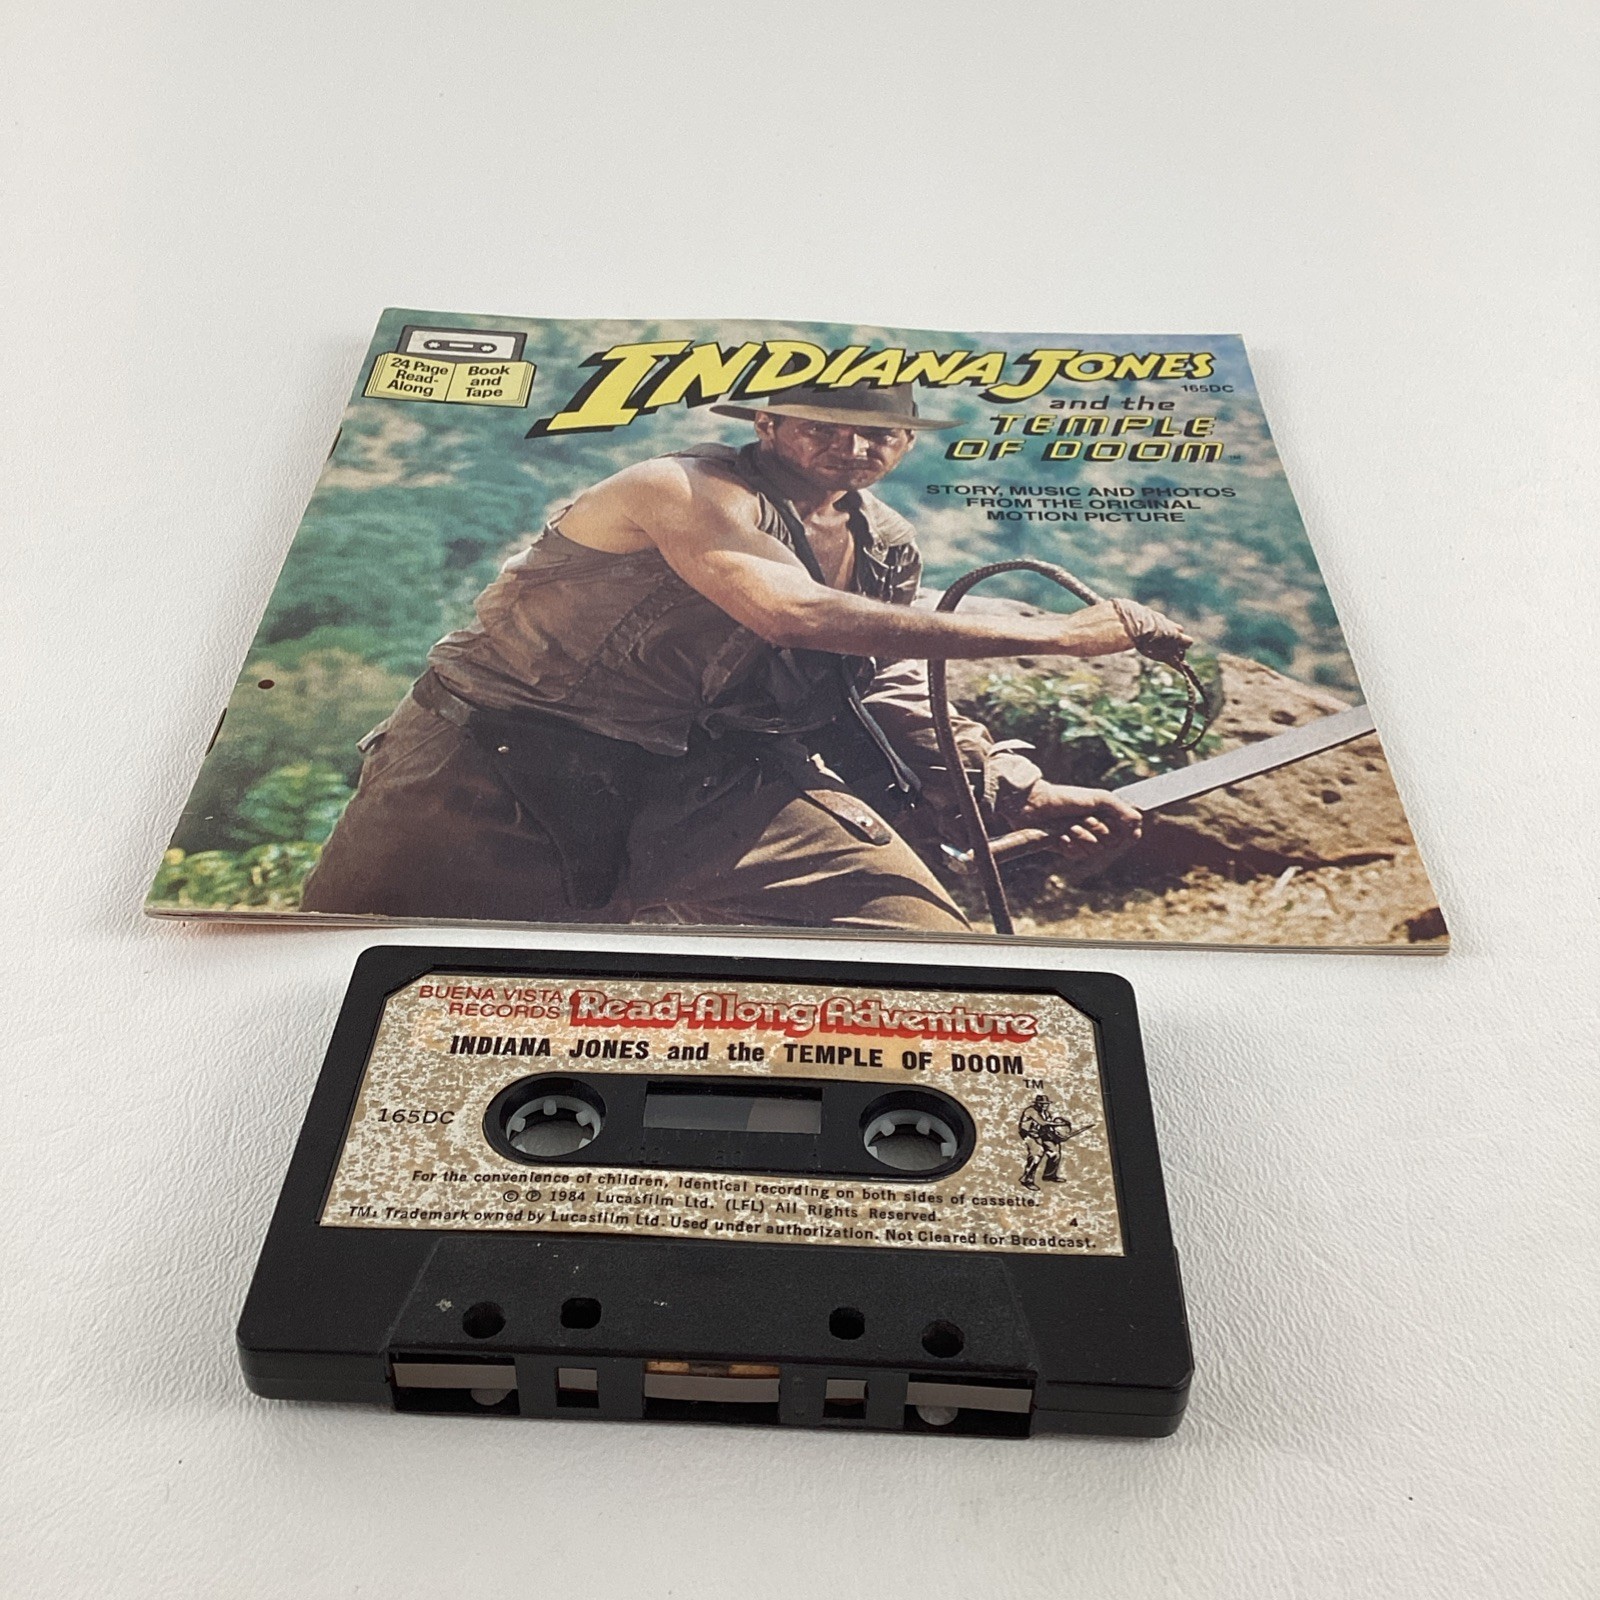 24 Page
Read-
Along
Book
and
Tape
INDIANA JONES
165DC
and the
TEMPLE
OF DOOM
TM
STORY, MUSIC AND PHOTOS
FROM THE ORIGINAL
MOTION PICTURE
BUENA VISTA
RECORDS
Read-Along Adventure
INDIANA JONES and the TEMPLE OF DOOM
TM
165DC
For the convenience of children, identical recording on both sides of cassette.
© ℗ 1984 Lucasfilm Ltd. (LFL) All Rights Reserved.
4
TM: Trademark owned by Lucasfilm Ltd. Used under authorization. Not Cleared for Broadcast.